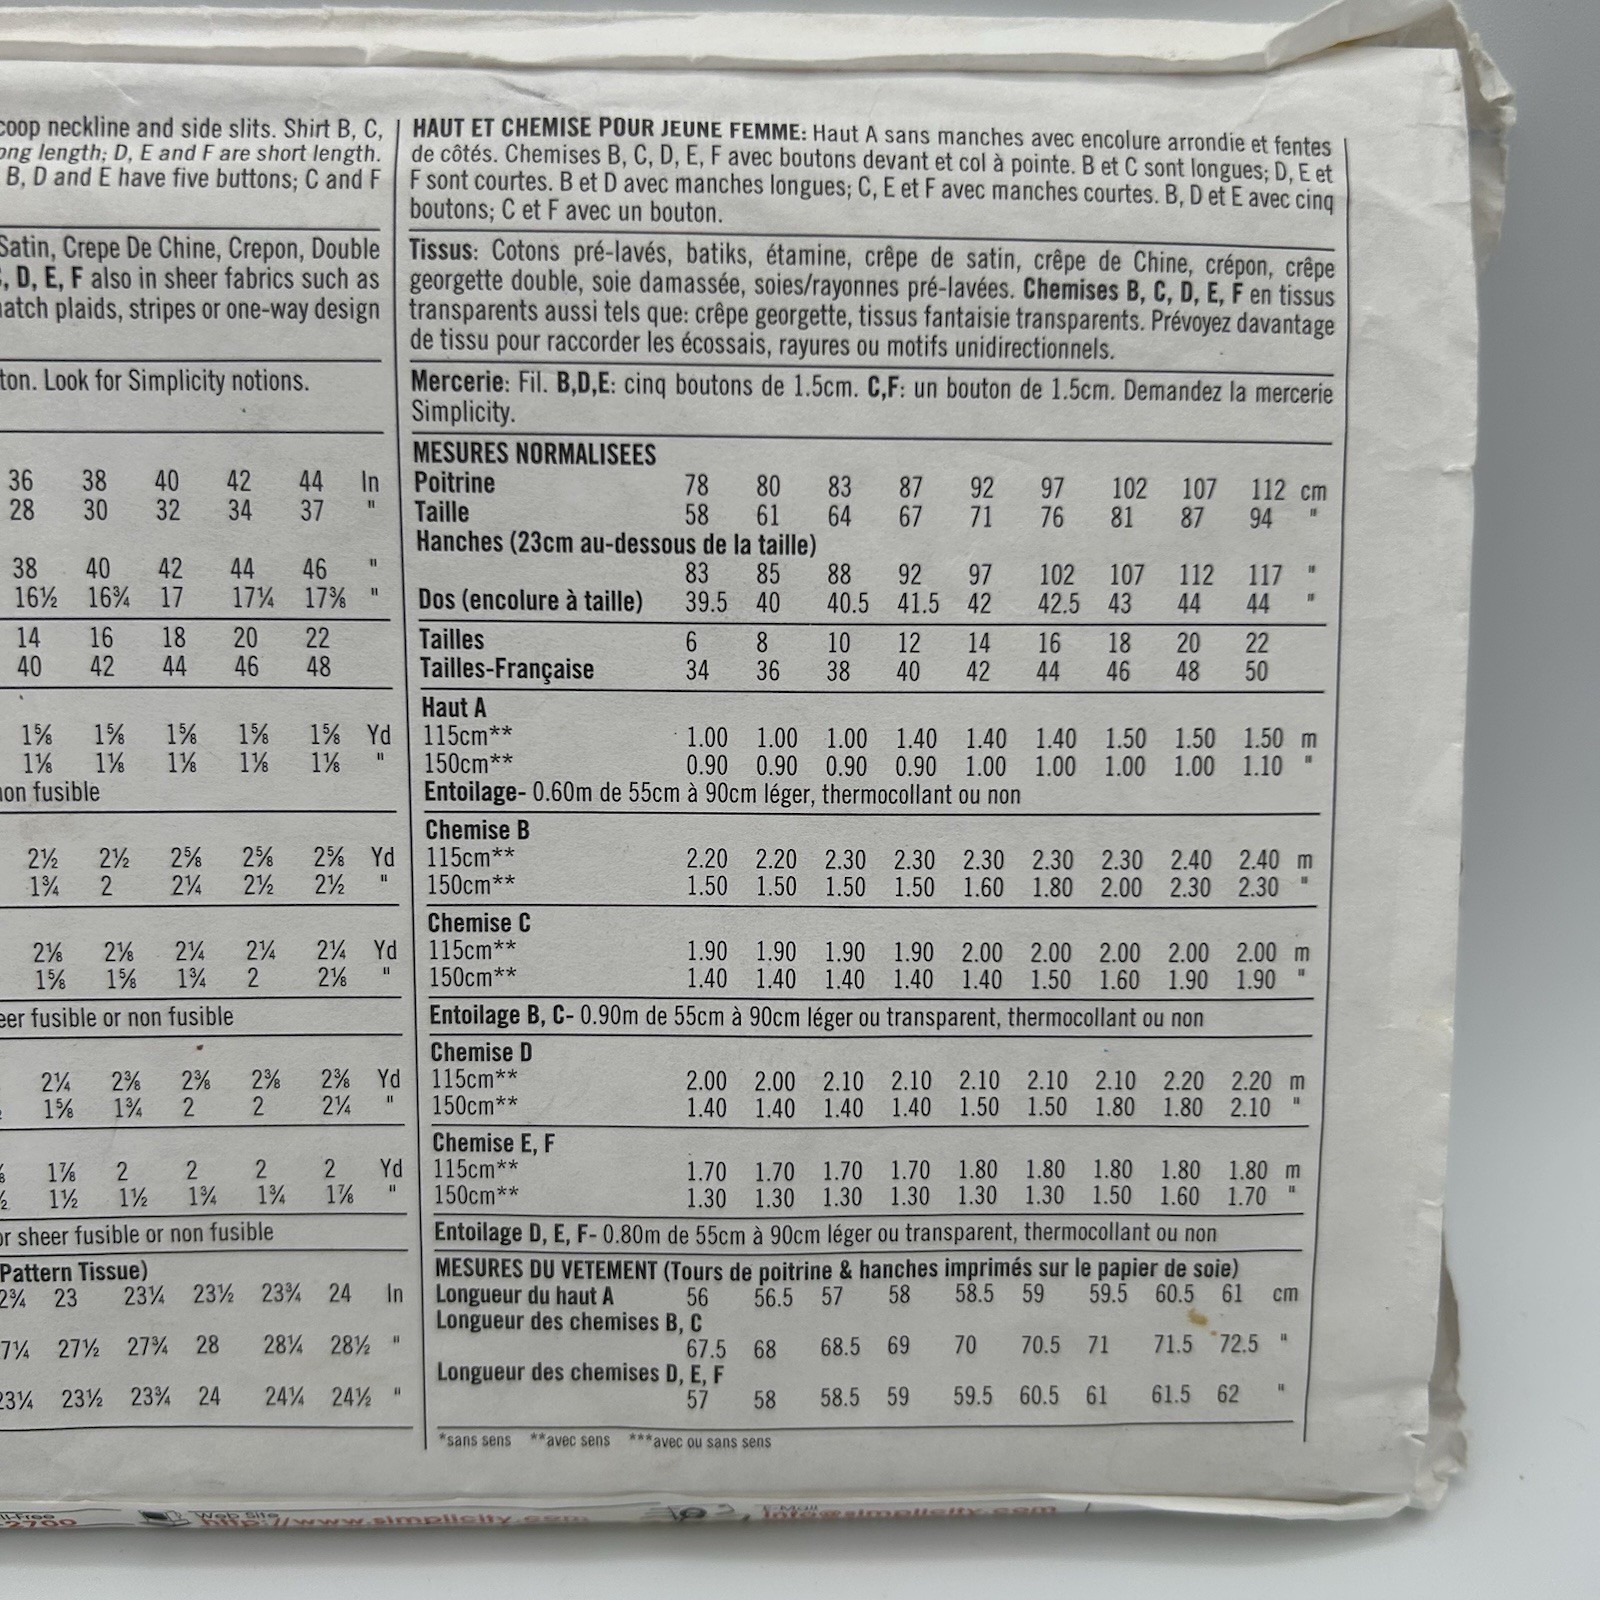 coop neckline and side slits. Shirt B, C,
ong length; D, E and F are short length.
B, D and E have five buttons; C and F
Satin, Crepe De Chine, Crepon, Double
, D, E, F also in sheer fabrics such as
atch plaids, stripes or one-way design
ton. Look for Simplicity notions.
36 38 40 42 44 In
28 30 32 34 37 "
38 40 42 44 46 "
16½ 16¾ 17 17¼ 17⅜ "
14 16 18 20 22
40 42 44 46 48
1⅝ 1⅝ 1⅝ 1⅝ 1⅝ Yd
1⅛ 1⅛ 1⅛ 1⅛ 1⅛ "
non fusible
2½ 2½ 2⅝ 2⅝ 2⅝ Yd
1¾ 2 2¼ 2½ 2½ "
2⅛ 2⅛ 2¼ 2¼ 2¼ Yd
1⅝ 1⅝ 1¾ 2 2⅛ "
eer fusible or non fusible
2¼ 2⅜ 2⅜ 2⅜ 2⅜ Yd
1⅝ 1¾ 2 2 2¼ "
1⅞ 2 2 2 2 Yd
1½ 1½ 1¾ 1¾ 1⅞ "
or sheer fusible or non fusible
Pattern Tissue)
2¾ 23 23¼ 23½ 23¾ 24 In
7¼ 27½ 27¾ 28 28¼ 28½ "
23¼ 23½ 23¾ 24 24¼ 24½ "
HAUT ET CHEMISE POUR JEUNE FEMME: Haut A sans manches avec encolure arrondie et fentes
de côtés. Chemises B, C, D, E, F avec boutons devant et col à pointe. B et C sont longues; D, E et
F sont courtes. B et D avec manches longues; C, E et F avec manches courtes. B, D et E avec cinq
boutons; C et F avec un bouton.
Tissus: Cotons pré-lavés, batiks, étamine, crêpe de satin, crêpe de Chine, crépon, crêpe
georgette double, soie damassée, soies/rayonnes pré-lavées. Chemises B, C, D, E, F en tissus
transparents aussi tels que: crêpe georgette, tissus fantaisie transparents. Prévoyez davantage
de tissu pour raccorder les écossais, rayures ou motifs unidirectionnels.
Mercerie: Fil. B,D,E: cinq boutons de 1.5cm. C,F: un bouton de 1.5cm. Demandez la mercerie
Simplicity.
MESURES NORMALISEES
Poitrine 78 80 83 87 92 97 102 107 112 cm
Taille 58 61 64 67 71 76 81 87 94 "
Hanches (23cm au-dessous de la taille)
83 85 88 92 97 102 107 112 117 "
Dos (encolure à taille) 39.5 40 40.5 41.5 42 42.5 43 44 44 "
Tailles 6 8 10 12 14 16 18 20 22
Tailles-Française 34 36 38 40 42 44 46 48 50
Haut A
115cm** 1.00 1.00 1.00 1.40 1.40 1.40 1.50 1.50 1.50 m
150cm** 0.90 0.90 0.90 0.90 1.00 1.00 1.00 1.00 1.10 "
Entoilage- 0.60m de 55cm à 90cm léger, thermocollant ou non
Chemise B
115cm** 2.20 2.20 2.30 2.30 2.30 2.30 2.30 2.40 2.40 m
150cm** 1.50 1.50 1.50 1.50 1.60 1.80 2.00 2.30 2.30 "
Chemise C
115cm** 1.90 1.90 1.90 1.90 2.00 2.00 2.00 2.00 2.00 m
150cm** 1.40 1.40 1.40 1.40 1.40 1.50 1.60 1.90 1.90 "
Entoilage B, C- 0.90m de 55cm à 90cm léger ou transparent, thermocollant ou non
Chemise D
115cm** 2.00 2.00 2.10 2.10 2.10 2.10 2.10 2.20 2.20 m
150cm** 1.40 1.40 1.40 1.40 1.50 1.50 1.80 1.80 2.10 "
Chemise E, F
115cm** 1.70 1.70 1.70 1.70 1.80 1.80 1.80 1.80 1.80 m
150cm** 1.30 1.30 1.30 1.30 1.30 1.30 1.50 1.60 1.70 "
Entoilage D, E, F- 0.80m de 55cm à 90cm léger ou transparent, thermocollant ou non
MESURES DU VETEMENT (Tours de poitrine & hanches imprimés sur le papier de soie)
Longueur du haut A 56 56.5 57 58 58.5 59 59.5 60.5 61 cm
Longueur des chemises B, C
67.5 68 68.5 69 70 70.5 71 71.5 72.5 "
Longueur des chemises D, E, F
57 58 58.5 59 59.5 60.5 61 61.5 62 "
*sans sens **avec sens ***avec ou sans sens
ll-Free
-2700
Web Site
http://www.simplicity.com
E-Mail
info@simplicity.com